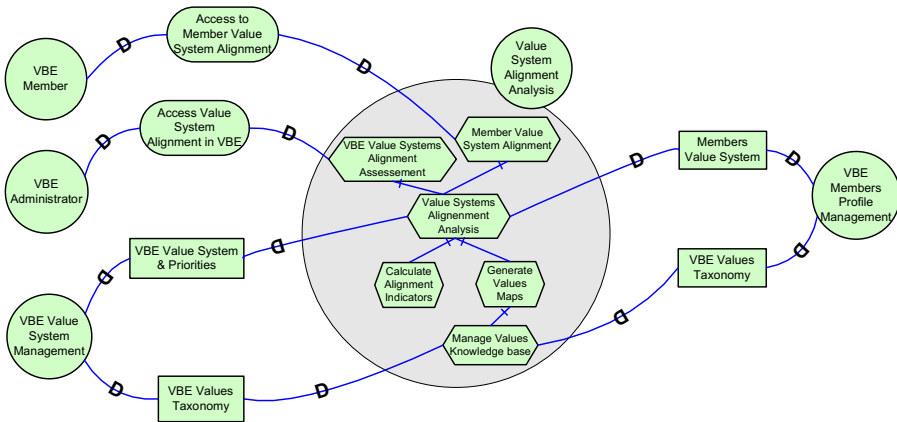 Access to
Member Value
System Alignment
VBE
Member
Value
System
Alignment
Analysis
Access Value
System
Alignment in VBE
VBE
Administrator
VBE Value Systems
Alignment
Assessement
Member Value
System Alignment
Members
Value System
VBE
Members
Profile
Management
Value Systems
Alignenment
Analysis
VBE Value System
& Priorities
Calculate
Alignment
Indicators
Generate
Values
Maps
VBE Values
Taxonomy
VBE Value
System
Management
Manage Values
Knowledge base
VBE Values
Taxonomy
D
D
D
D
D
D
D
D
D
D
D
D